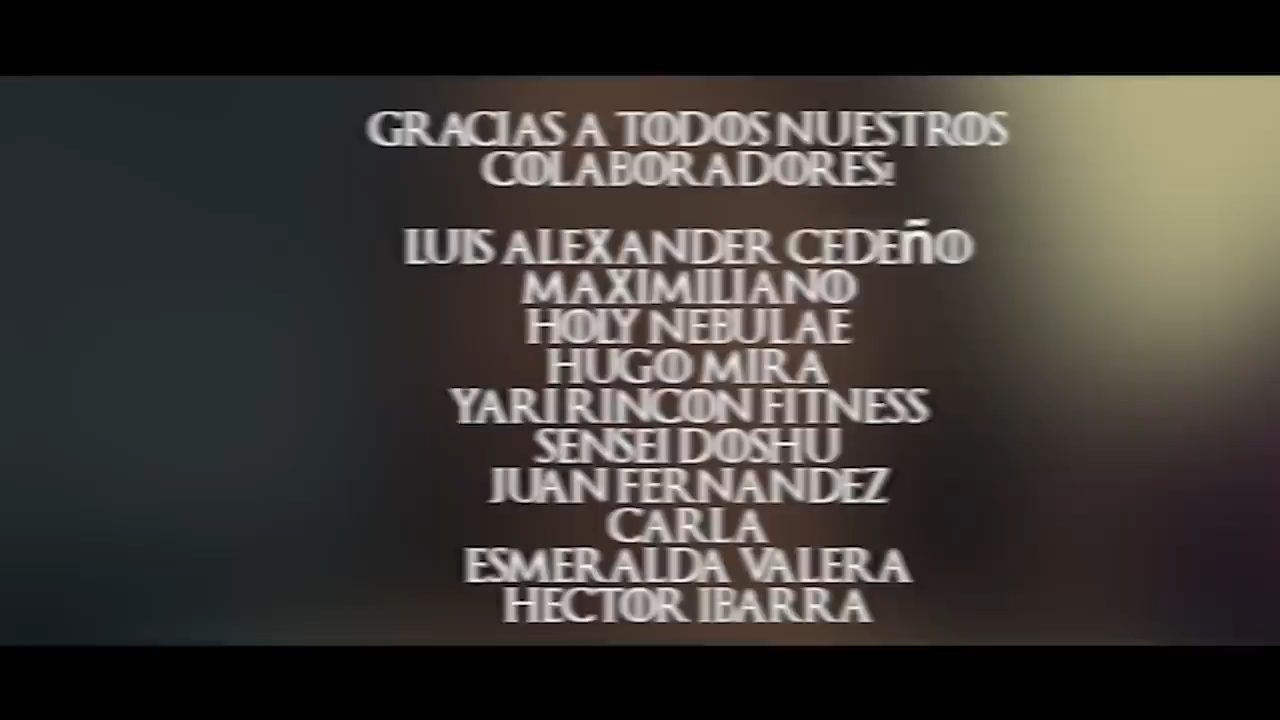 GRACIAS A TODOS NUESTROS
COLABORADORES:
LUIS ALEXANDER CEDEñO
MAXIMILIANO
HOLY NEBULAE
HUGO MIRA
YARI RINCON FITNESS
SENSEI DOSHU
JUAN FERNANDEZ
CARLA
ESMERALDA VALERA
HECTOR IBARRA